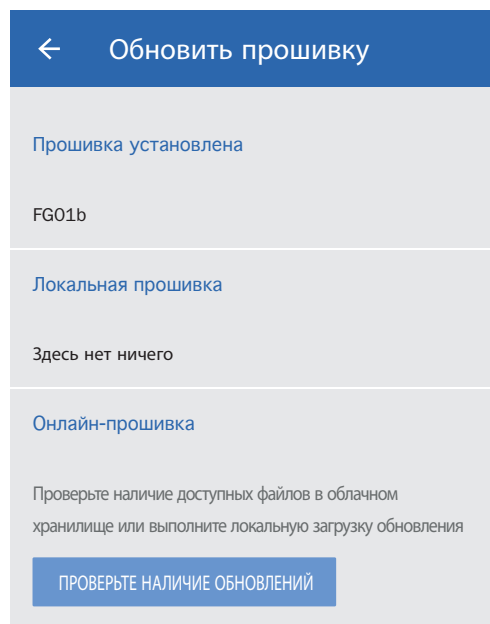 Обновить прошивку
Прошивка установлена
FG01b
Локальная прошивка
Здесь нет ничего
Онлайн-прошивка
Проверьте наличие доступных файлов в облачном
хранилище или выполните локальную загрузку обновления
ПРОВЕРЬТЕ НАЛИЧИЕ ОБНОВЛЕНИЙ